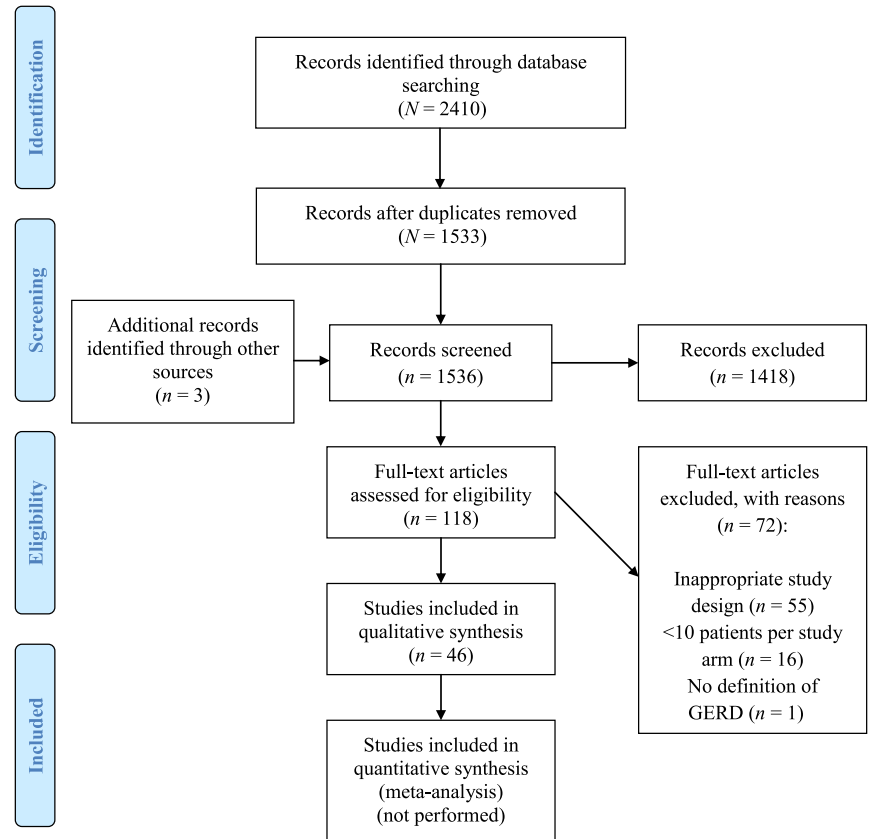 Identification
Records identified through database
searching
(N = 2410)
Records after duplicates removed
(N = 1533)
Screening
Additional records
identified through other
sources
(n = 3)
Records screened
(n = 1536)
Records excluded
(n = 1418)
Eligibility
Full-text articles
assessed for eligibility
(n = 118)
Full-text articles
excluded, with reasons
(n = 72):
Inappropriate study
design (n = 55)
<10 patients per study
arm (n = 16)
No definition of
GERD (n = 1)
Studies included in
qualitative synthesis
(n = 46)
Included
Studies included in
quantitative synthesis
(meta-analysis)
(not performed)